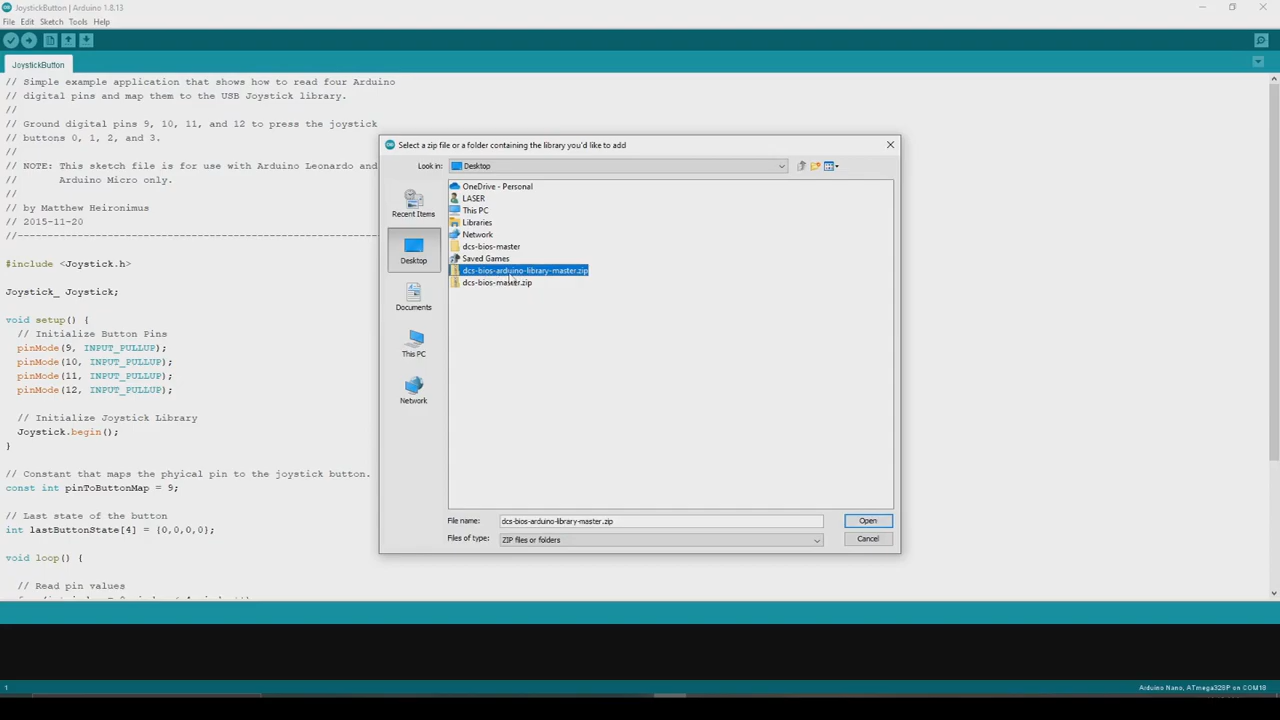 JoystickButton | Arduino 1.8.13
File Edit Sketch Tools Help
JoystickButton
// Simple example application that shows how to read four Arduino
// digital pins and map them to the USB Joystick library.
//
// Ground digital pins 9, 10, 11, and 12 to press the joystick
// buttons 0, 1, 2, and 3.
//
// NOTE: This sketch file is for use with Arduino Leonardo and
// Arduino Micro only.
//
// by Matthew Heironimus
// 2015-11-20
//--------------------------------------------------------------------
#include <Joystick.h>
Joystick_ Joystick;
void setup() {
// Initialize Button Pins
pinMode(9, INPUT_PULLUP);
pinMode(10, INPUT_PULLUP);
pinMode(11, INPUT_PULLUP);
pinMode(12, INPUT_PULLUP);
// Initialize Joystick Library
Joystick.begin();
}
// Constant that maps the phyical pin to the joystick button.
const int pinToButtonMap = 9;
// Last state of the button
int lastButtonState[4] = {0,0,0,0};
void loop() {
// Read pin values
Select a zip file or a folder containing the library you'd like to add
Look in: Desktop
Recent Items
Desktop
Documents
This PC
Network
OneDrive - Personal
LASER
This PC
Libraries
Network
dcs-bios-master
Saved Games
dcs-bios-arduino-library-master.zip
dcs-bios-master.zip
File name: dcs-bios-arduino-library-master.zip
Open
Files of type: ZIP files or folders
Cancel
1
Arduino Nano, ATmega328P on COM18